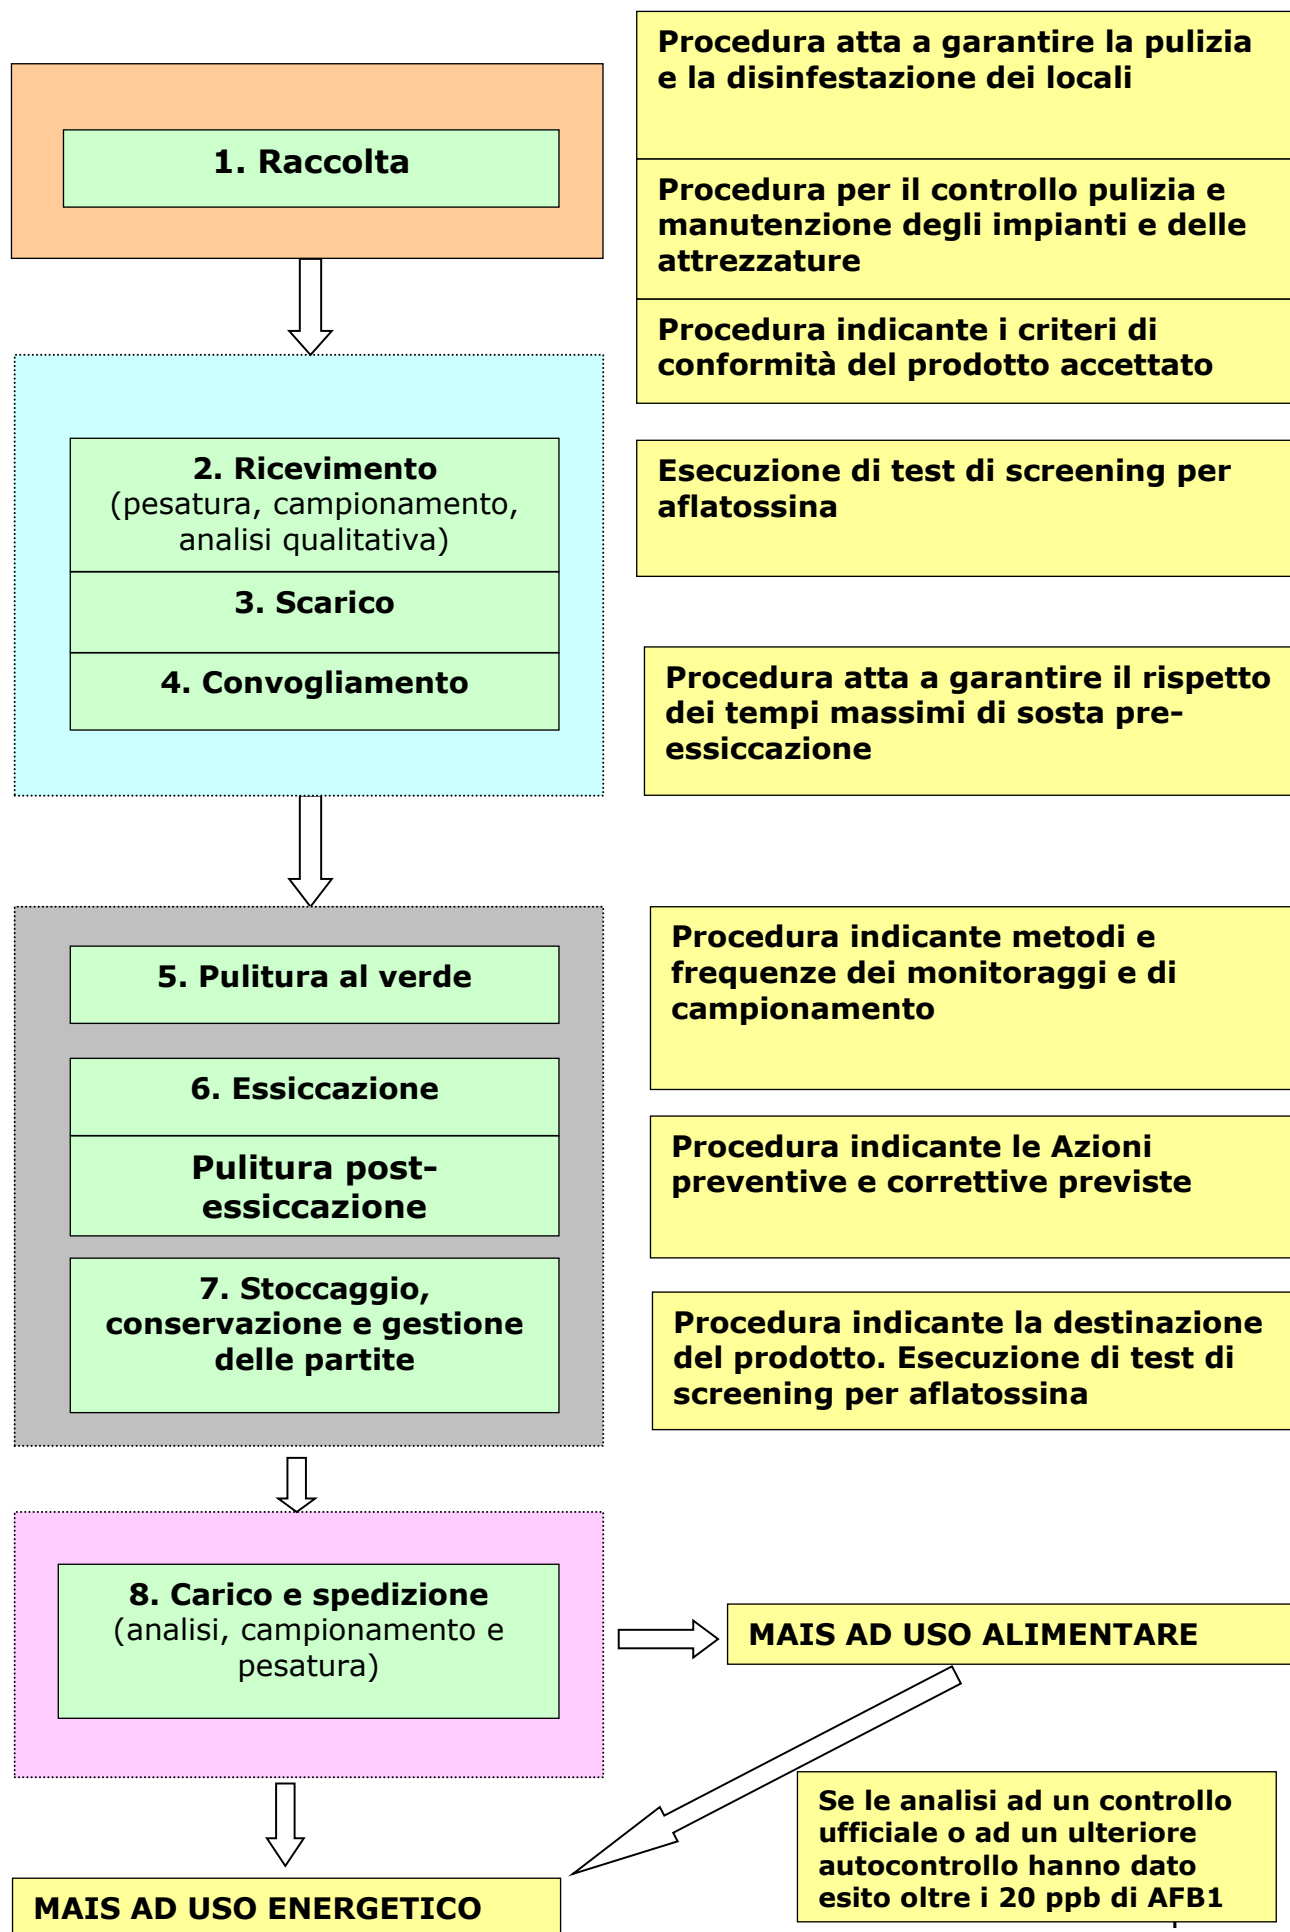 Procedura atta a garantire la pulizia
e la disinfestazione dei locali
1. Raccolta
Procedura per il controllo pulizia e
manutenzione degli impianti e delle
attrezzature
Procedura indicante i criteri di
conformità del prodotto accettato
2. Ricevimento
(pesatura, campionamento,
analisi qualitativa)
Esecuzione di test di screening per
aflatossina
3. Scarico
4. Convogliamento
Procedura atta a garantire il rispetto
dei tempi massimi di sosta pre-
essiccazione
5. Pulitura al verde
Procedura indicante metodi e
frequenze dei monitoraggi e di
campionamento
6. Essiccazione
Pulitura post-
essiccazione
Procedura indicante le Azioni
preventive e correttive previste
7. Stoccaggio,
conservazione e gestione
delle partite
Procedura indicante la destinazione
del prodotto. Esecuzione di test di
screening per aflatossina
8. Carico e spedizione
(analisi, campionamento e
pesatura)
MAIS AD USO ALIMENTARE
Se le analisi ad un controllo
ufficiale o ad un ulteriore
autocontrollo hanno dato
esito oltre i 20 ppb di AFB1
MAIS AD USO ENERGETICO